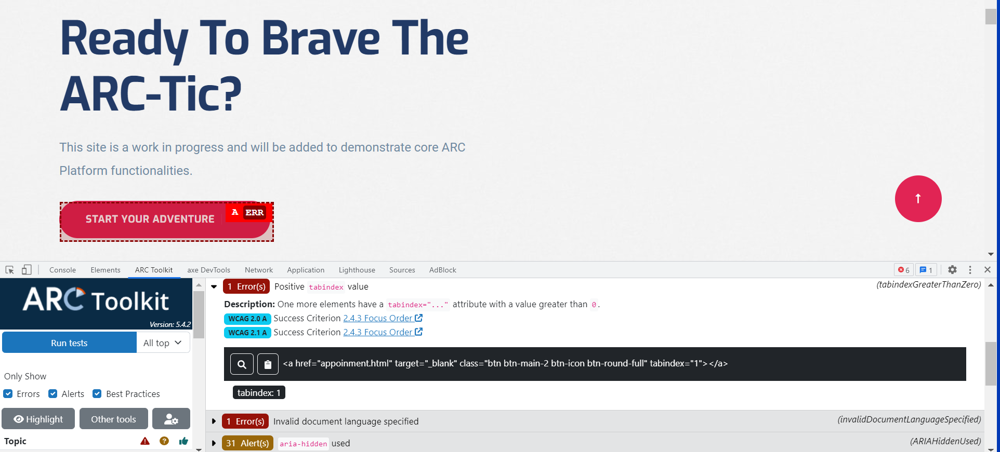 Ready To Brave The
ARC-Tic?
This site is a work in progress and will be added to demonstrate core ARC
Platform functionalities.
START YOUR ADVENTURE
A ERR
↑
Console Elements ARC Toolkit axe DevTools Network Application Lighthouse Sources AdBlock 6 1
ARC Toolkit
Version: 5.4.2
Run tests All top
Only Show
Errors Alerts Best Practices
Highlight Other tools
Topic
1 Error(s) Positive tabindex value (tabindexGreaterThanZero)
Description: One more elements have a tabindex="..." attribute with a value greater than 0.
WCAG 2.0 A Success Criterion 2.4.3 Focus Order
WCAG 2.1 A Success Criterion 2.4.3 Focus Order
<a href="appoinment.html" target="_blank" class="btn btn-main-2 btn-icon btn-round-full" tabindex="1"></a>
tabindex: 1
1 Error(s) Invalid document language specified (invalidDocumentLanguageSpecified)
31 Alert(s) aria-hidden used (ARIAHiddenUsed)